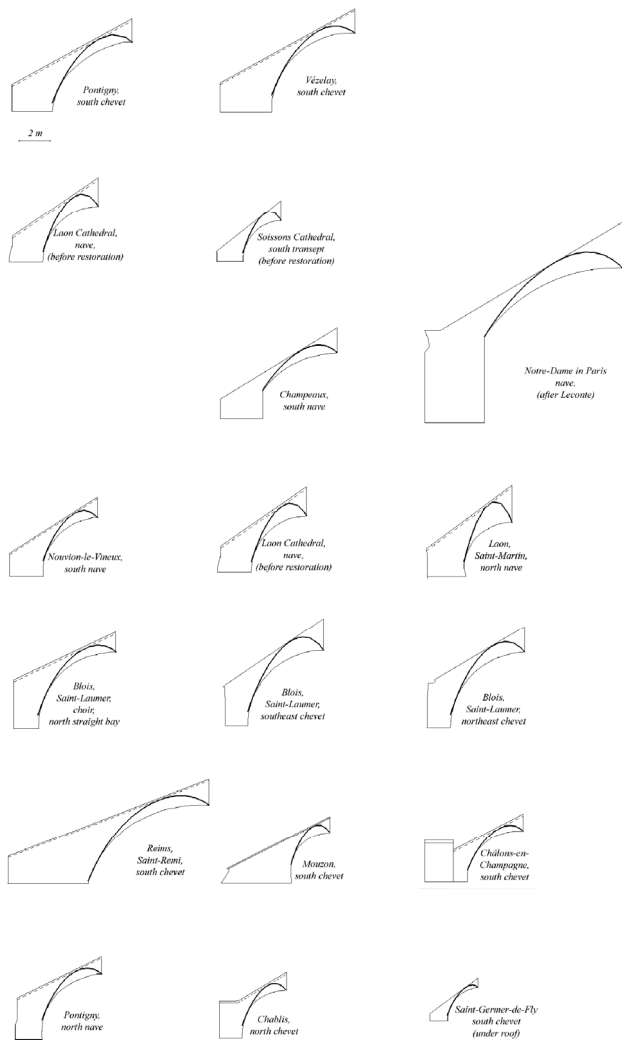 Pontigny,
south chevet
Vézelay,
south chevet
2 m
Laon Cathedral,
nave,
(before restoration)
Soissons Cathedral,
south transept
(before restoration)
Notre-Dame in Paris
nave,
(after Leconte)
Champeaux,
south nave
Nouvion-le-Vineux,
south nave
Laon Cathedral,
nave,
(before restoration)
Laon,
Saint-Martin,
north nave
Blois,
Saint-Laumer,
choir,
north straight bay
Blois,
Saint-Laumer,
southeast chevet
Blois,
Saint-Laumer,
northeast chevet
Reims,
Saint-Remi,
south chevet
Mouzon,
south chevet
Châlons-en-
Champagne,
south chevet
Pontigny,
north nave
Chablis,
north chevet
Saint-Germer-de-Fly
south chevet
(under roof)